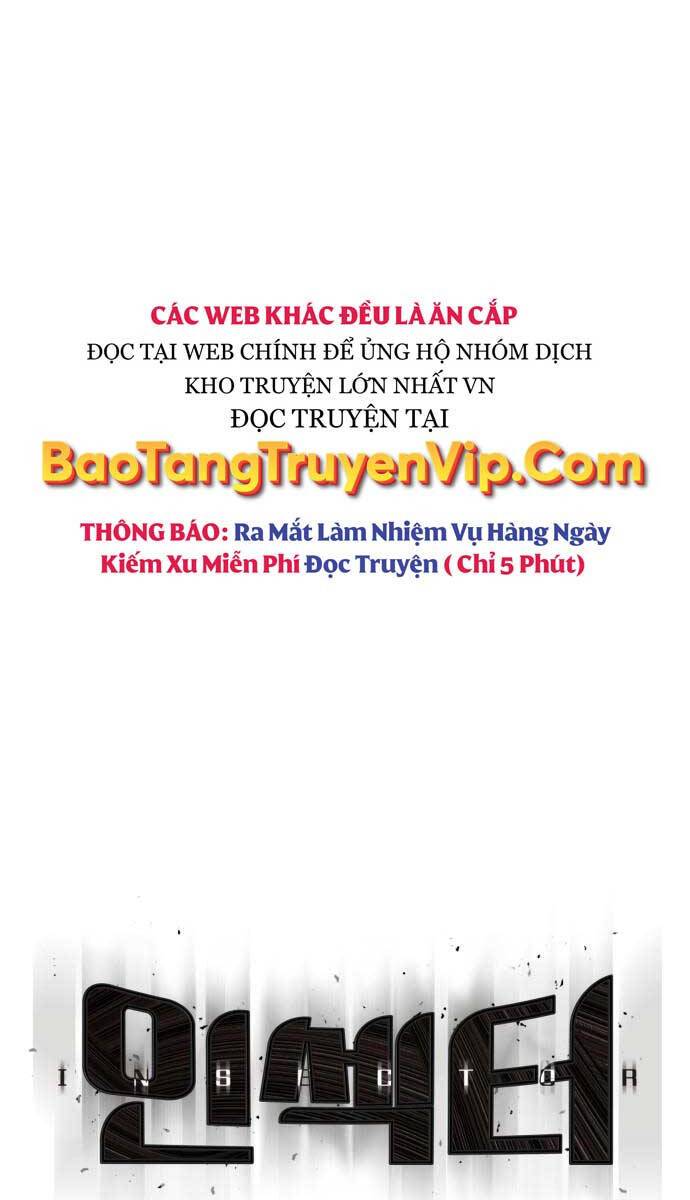 CÁC WEB KHÁC ĐỀU LÀ ĂN CẮP
ĐỌC TẠI WEB CHÍNH ĐỂ ỦNG HỘ NHÓM DỊCH
KHO TRUYỆN LỚN NHẤT VN
ĐỌC TRUYỆN TẠI
BaoTangTruyenVip.Com
THÔNG BÁO: Ra Mắt Làm Nhiệm Vụ Hàng Ngày
Kiếm Xu Miễn Phí Đọc Truyện ( Chỉ 5 Phút)
인섹터
INSECTOR